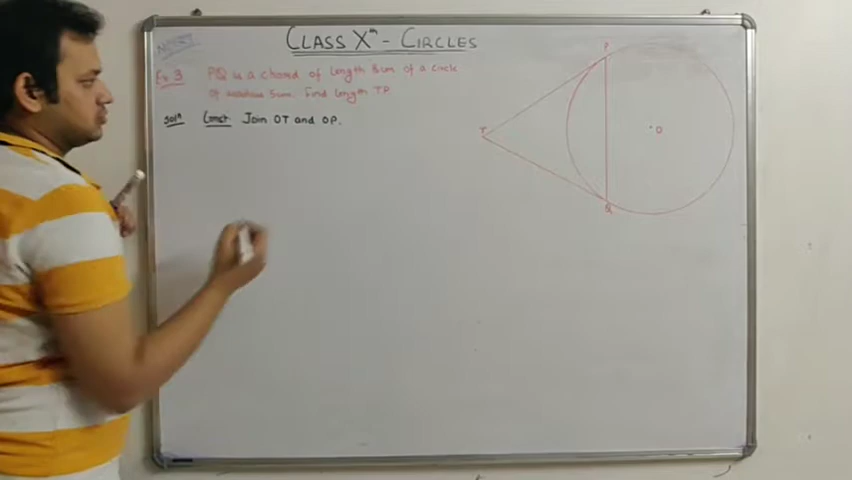 NCERT
CLASS Xth - CIRCLES
Ex 3 PQ is a chord of length 8cm of a circle
of radius 5cm. Find length TP.
Soln Const. Join OT and OP.
P
T
O
Q